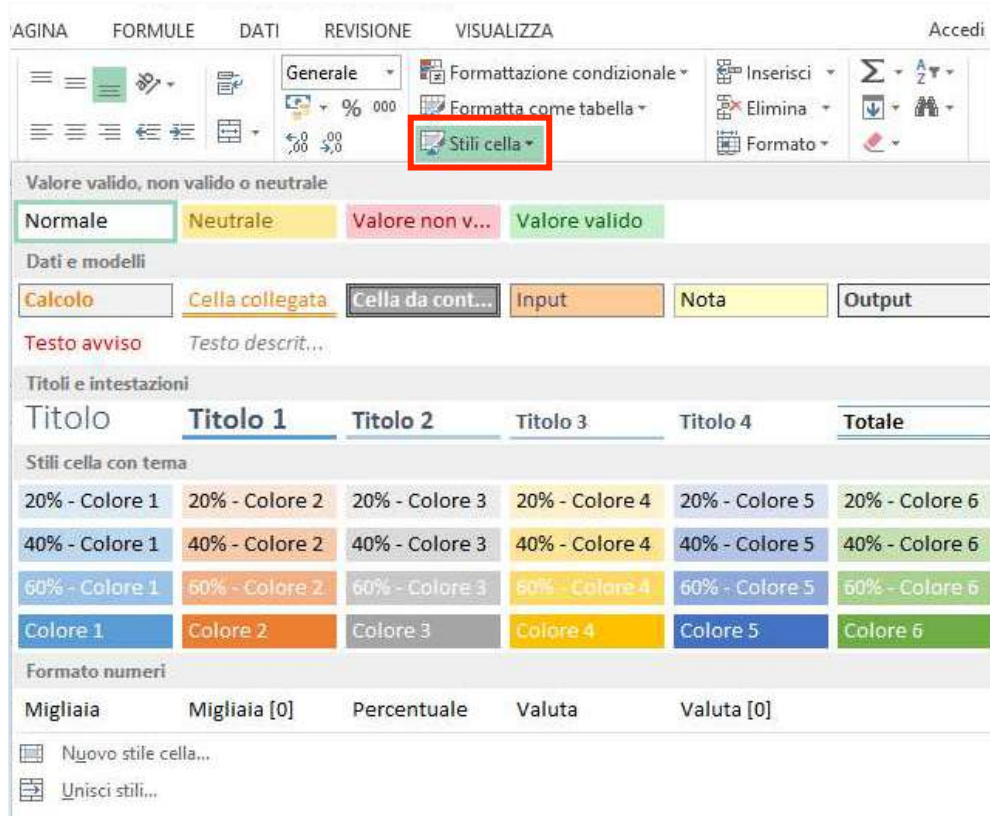 AGINA FORMULE DATI REVISIONE VISUALIZZA Accedi
Generale Formattazione condizionale Inserisci
% 000 Formatta come tabella Elimina
Stili cella Formato
Valore valido, non valido o neutrale
Normale Neutrale Valore non v... Valore valido
Dati e modelli
Calcolo Cella collegata Cella da cont... Input Nota Output
Testo avviso Testo descrit...
Titoli e intestazioni
Titolo Titolo 1 Titolo 2 Titolo 3 Titolo 4 Totale
Stili cella con tema
20% - Colore 1 20% - Colore 2 20% - Colore 3 20% - Colore 4 20% - Colore 5 20% - Colore 6
40% - Colore 1 40% - Colore 2 40% - Colore 3 40% - Colore 4 40% - Colore 5 40% - Colore 6
60% - Colore 1 60% - Colore 2 60% - Colore 3 60% - Colore 4 60% - Colore 5 60% - Colore 6
Colore 1 Colore 2 Colore 3 Colore 4 Colore 5 Colore 6
Formato numeri
Migliaia Migliaia [0] Percentuale Valuta Valuta [0]
Nuovo stile cella...
Unisci stili...